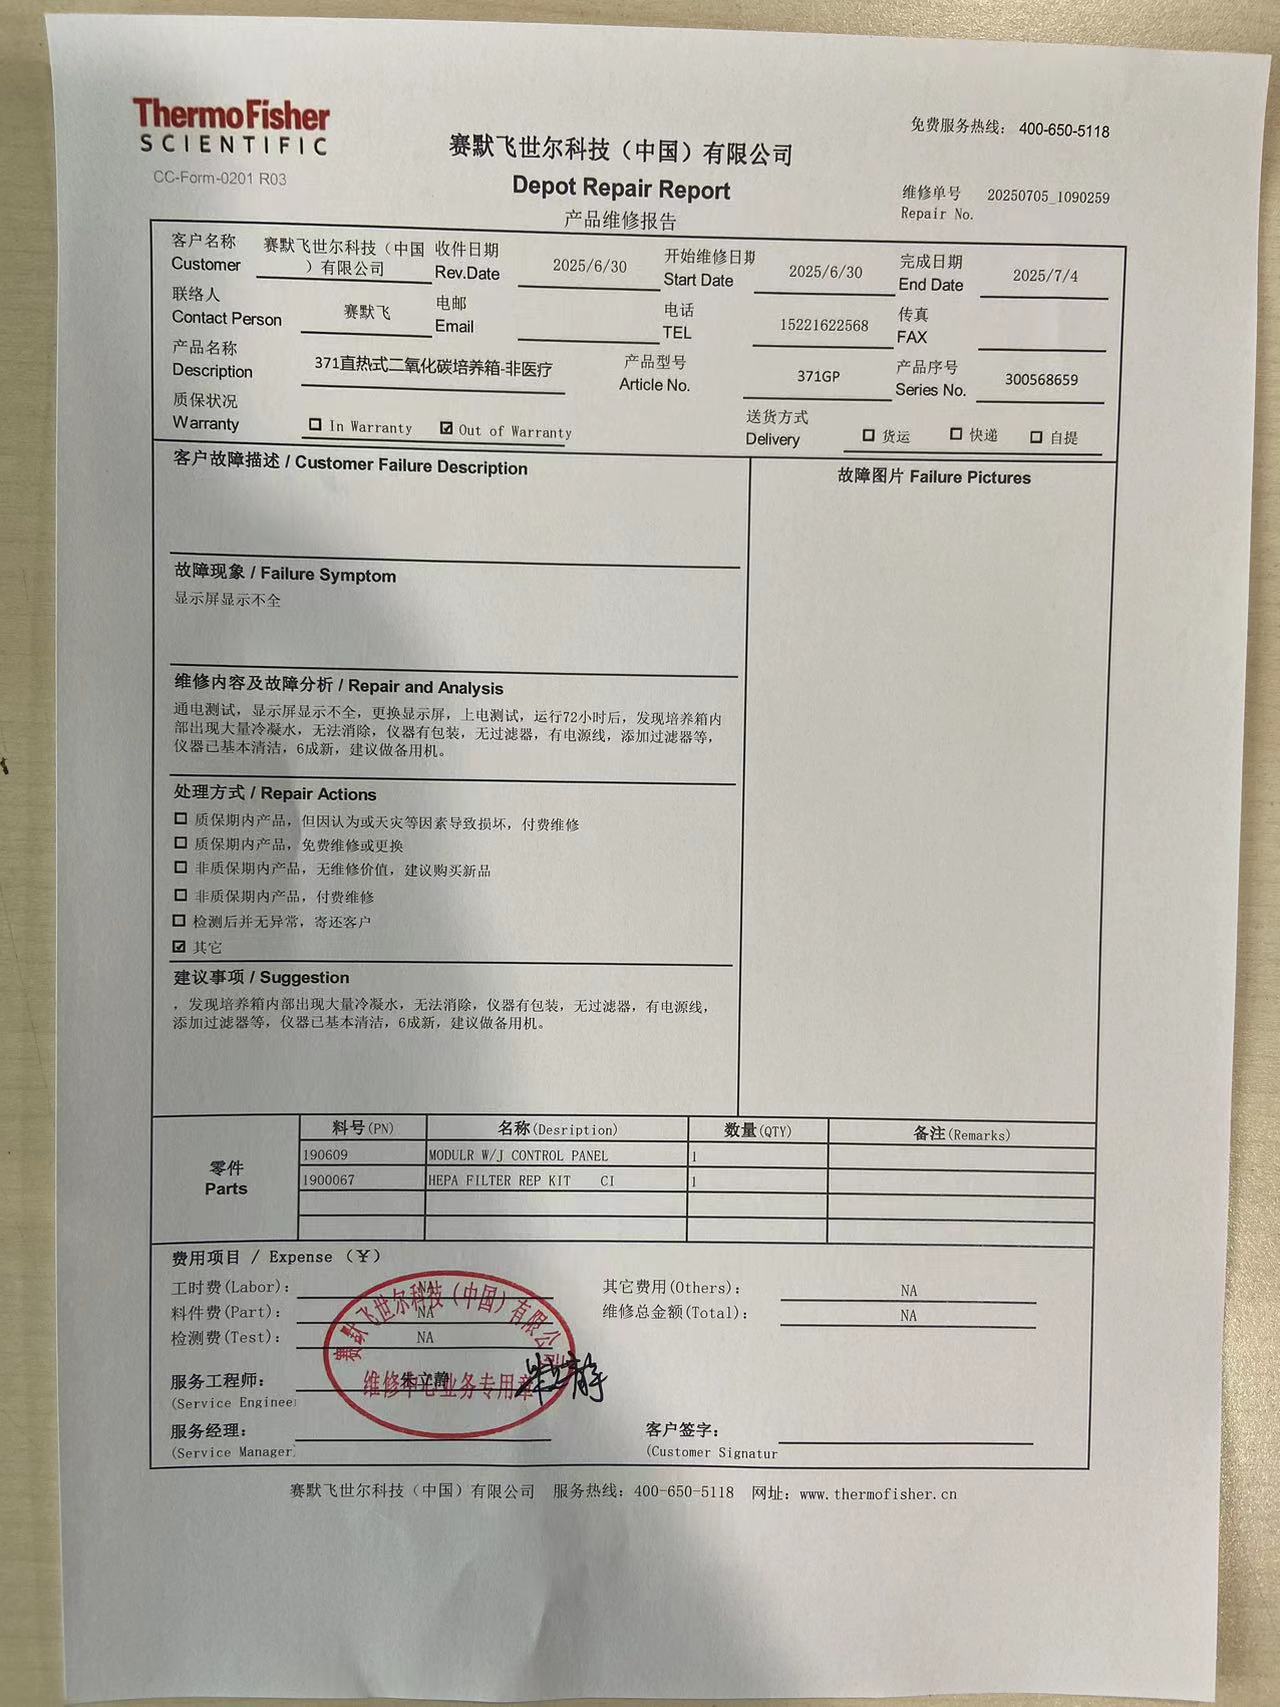 ThermoFisher
SCIENTIFIC
CC-Form-0201 R03
免费服务热线： 400-650-5118
赛默飞世尔科技（中国）有限公司
Depot Repair Report
产品维修报告
维修单号 20250705_1090259
Repair No.
客户名称 赛默飞世尔科技（中国）有限公司 收件日期 2025/6/30 开始维修日期 2025/6/30 完成日期 2025/7/4
Customer Rev.Date Start Date End Date
联络人 赛默飞 电邮 电话 15221622568 传真
Contact Person Email TEL FAX
产品名称 371直热式二氧化碳培养箱-非医疗 产品型号 371GP 产品序号 300568659
Description Article No. Series No.
质保状况 送货方式
Warranty ☐ In Warranty ☑ Out of Warranty Delivery ☐ 货运 ☐ 快递 ☐ 自提
客户故障描述 / Customer Failure Description
故障图片 Failure Pictures
故障现象 / Failure Symptom
显示屏显示不全
维修内容及故障分析 / Repair and Analysis
通电测试，显示屏显示不全，更换显示屏，上电测试，运行72小时后，发现培养箱内
部出现大量冷凝水，无法消除，仪器有包装，无过滤器，有电源线，添加过滤器等，
仪器已基本清洁，6成新，建议做备用机。
处理方式 / Repair Actions
☐ 质保期内产品，但因认为或天灾等因素导致损坏，付费维修
☐ 质保期内产品，免费维修或更换
☐ 非质保期内产品，无维修价值，建议购买新品
☐ 非质保期内产品，付费维修
☐ 检测后并无异常，寄还客户
☑ 其它
建议事项 / Suggestion
，发现培养箱内部出现大量冷凝水，无法消除，仪器有包装，无过滤器，有电源线，
添加过滤器等，仪器已基本清洁，6成新，建议做备用机。
零件
Parts
料号(PN) 名称(Desription) 数量(QTY) 备注(Remarks)
190609 MODULR W/J CONTROL PANEL 1
1900067 HEPA FILTER REP KIT CI 1
费用项目 / Expense （¥）
工时费(Labor)： NA 其它费用(Others)： NA
料件费(Part)： NA 维修总金额(Total)： NA
检测费(Test)： NA
赛默飞世尔科技（中国）有限公司
维修中心业务专用章
服务工程师： 朱立静 朱立静
(Service Engineer
服务经理： 客户签字：
(Service Manager (Customer Signatur
赛默飞世尔科技（中国）有限公司 服务热线：400-650-5118 网址：www.thermofisher.cn